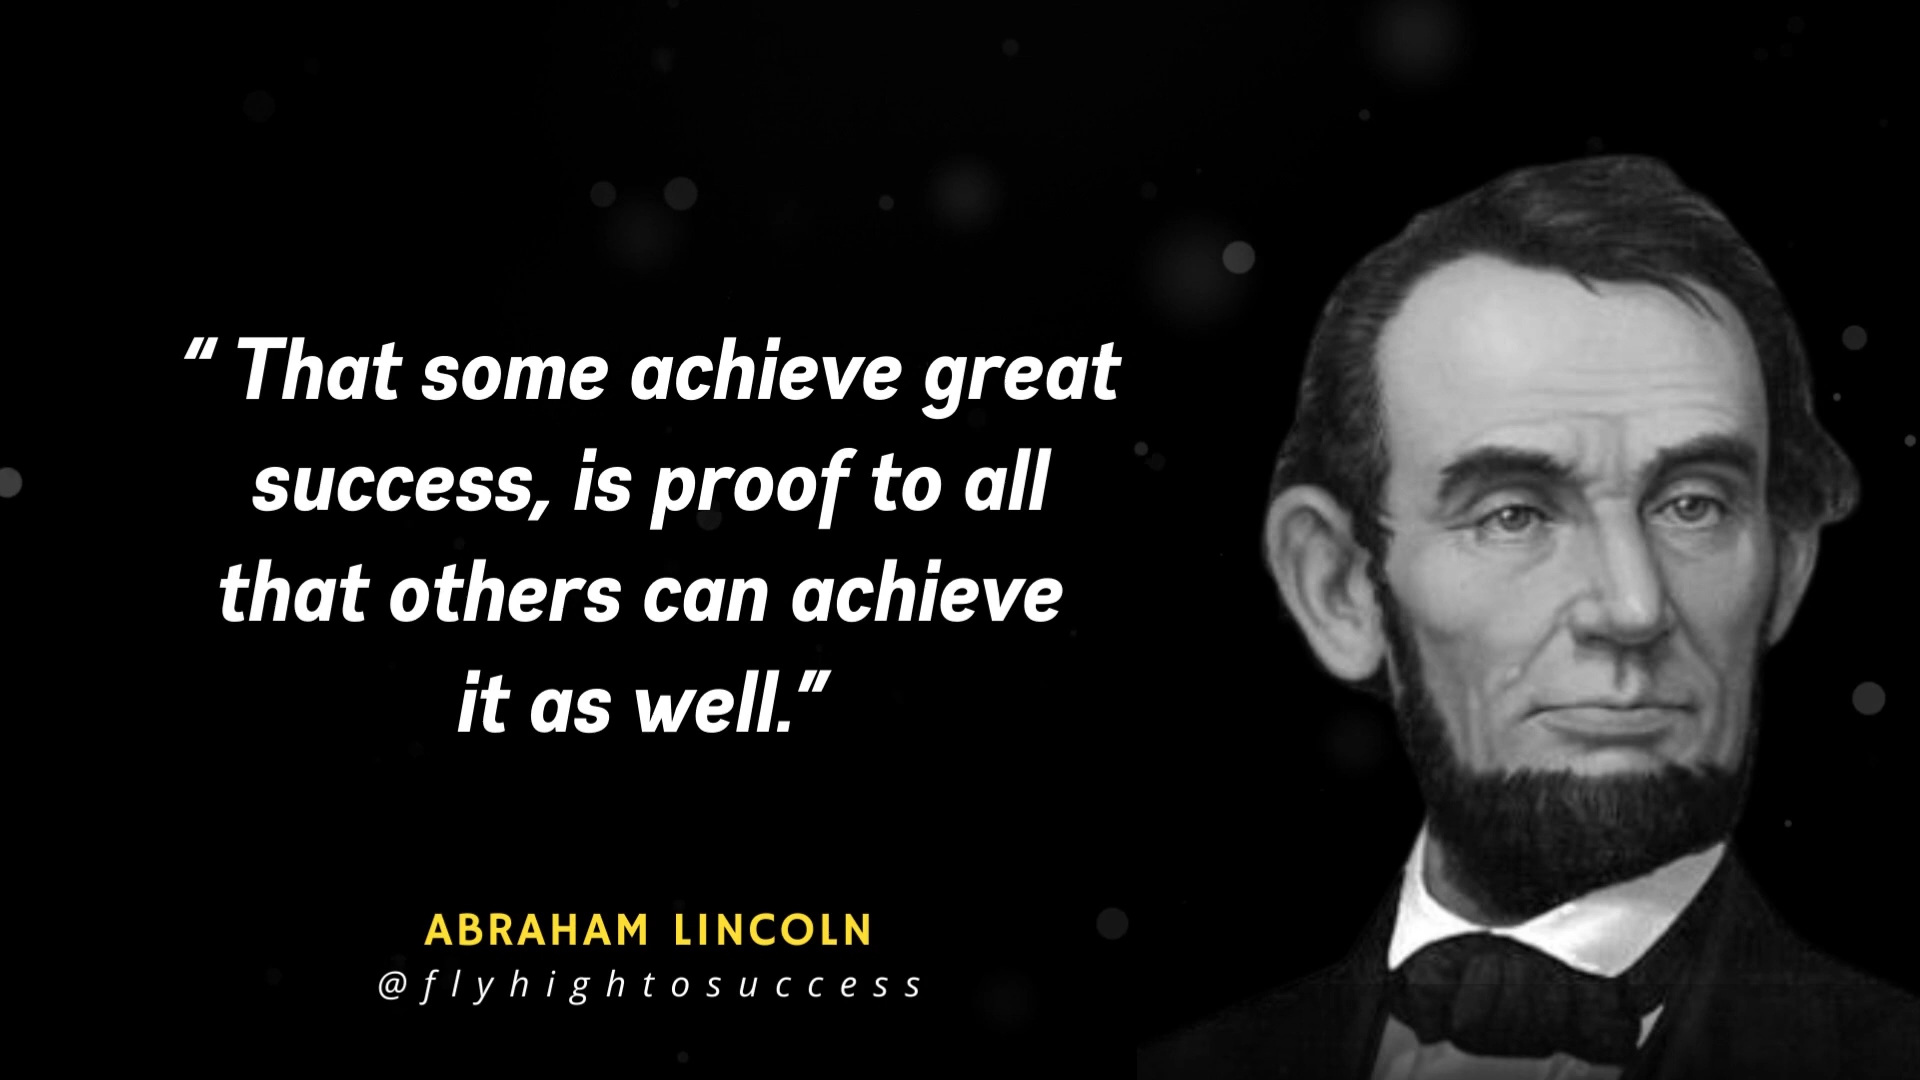 “ That some achieve great
success, is proof to all
that others can achieve
it as well.”
ABRAHAM LINCOLN
@flyhightosuccess